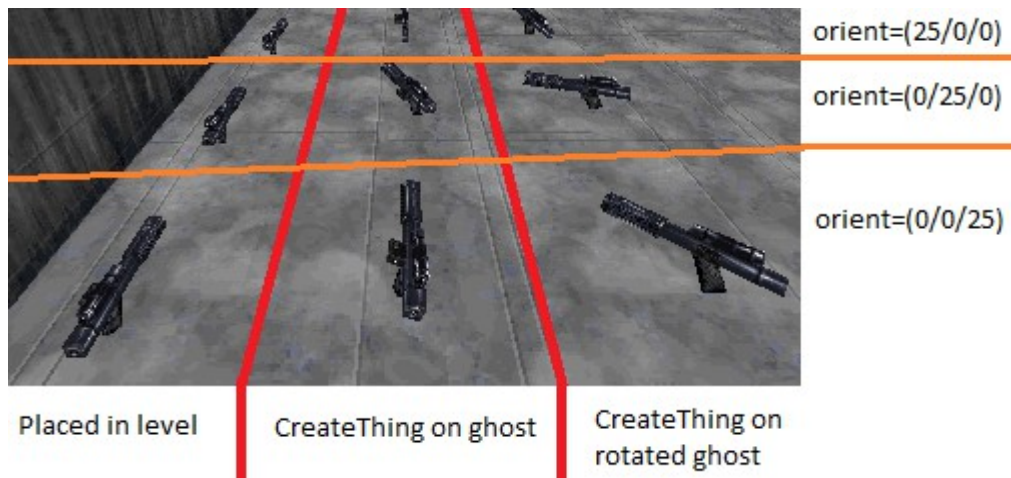 orient=(25/0/0)
orient=(0/25/0)
orient=(0/0/25)
Placed in level
CreateThing on ghost
CreateThing on
rotated ghost